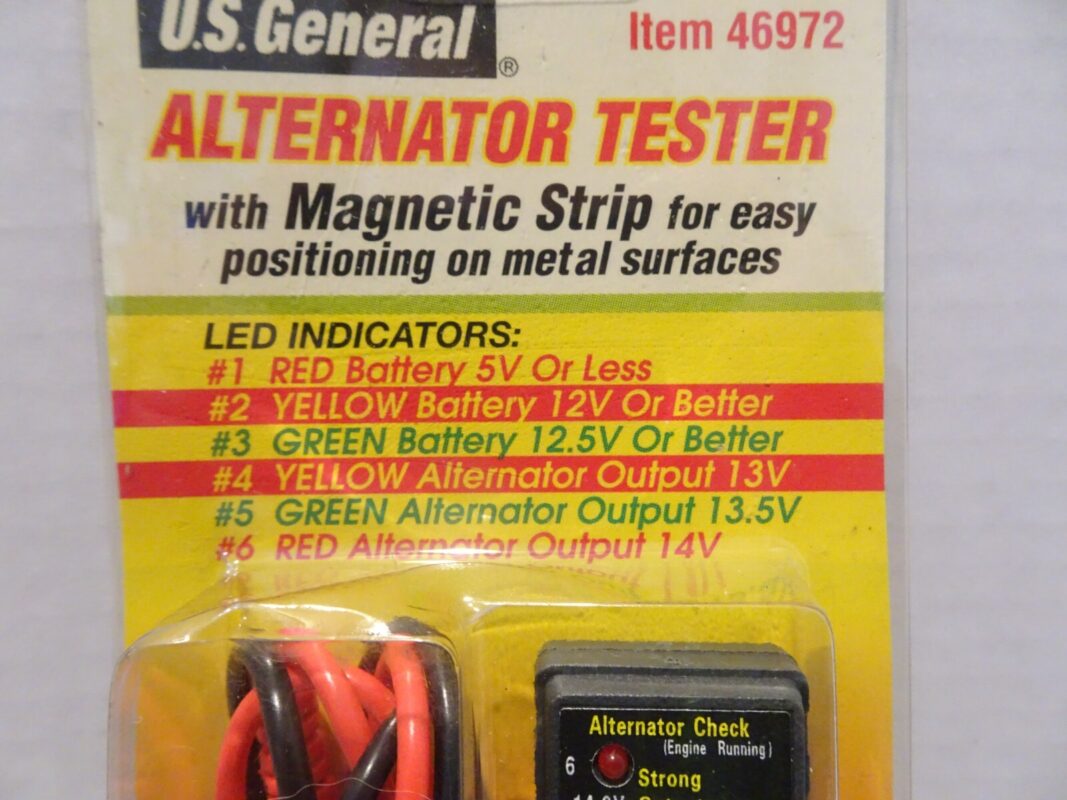 U.S. General ®
Item 46972
ALTERNATOR TESTER
with Magnetic Strip for easy
positioning on metal surfaces
LED INDICATORS:
#1 RED Battery 5V Or Less
#2 YELLOW Battery 12V Or Better
#3 GREEN Battery 12.5V Or Better
#4 YELLOW Alternator Output 13V
#5 GREEN Alternator Output 13.5V
#6 RED Alternator Output 14V
Alternator Check
(Engine Running)
6
Strong